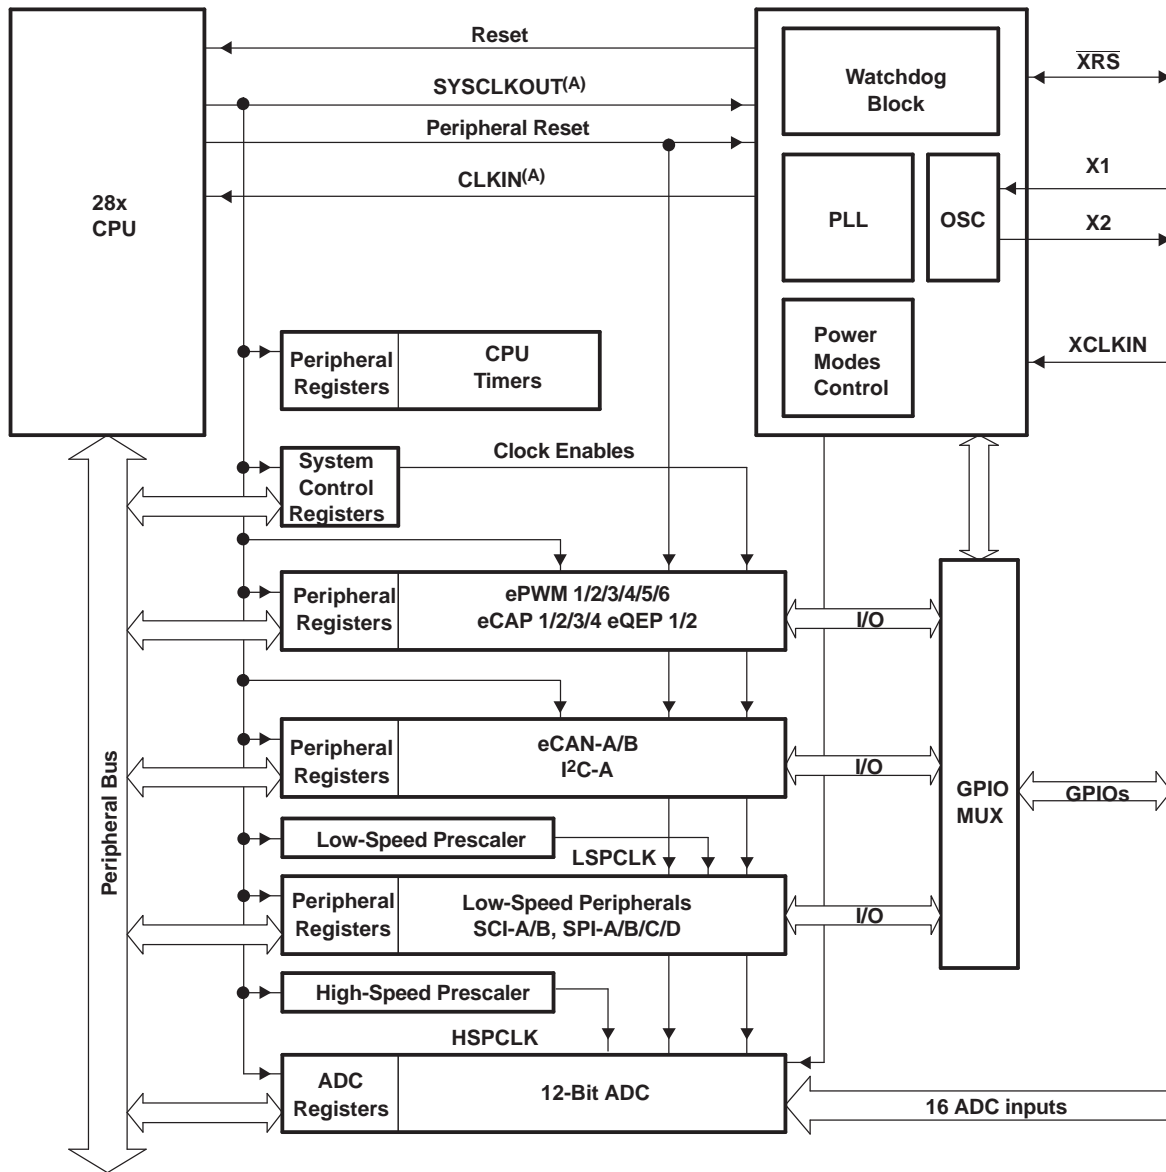 Reset
SYSCLKOUT(A)
Peripheral Reset
CLKIN(A)
28x
CPU
Watchdog
Block
PLL
OSC
Power
Modes
Control
XRS
X1
X2
XCLKIN
Peripheral
Registers
CPU
Timers
System
Control
Registers
Clock Enables
Peripheral
Registers
ePWM 1/2/3/4/5/6
eCAP 1/2/3/4 eQEP 1/2
I/O
Peripheral
Registers
eCAN-A/B
I2C-A
I/O
Peripheral Bus
GPIO
MUX
GPIOs
Low-Speed Prescaler
LSPCLK
Peripheral
Registers
Low-Speed Peripherals
SCI-A/B, SPI-A/B/C/D
I/O
High-Speed Prescaler
HSPCLK
ADC
Registers
12-Bit ADC
16 ADC inputs